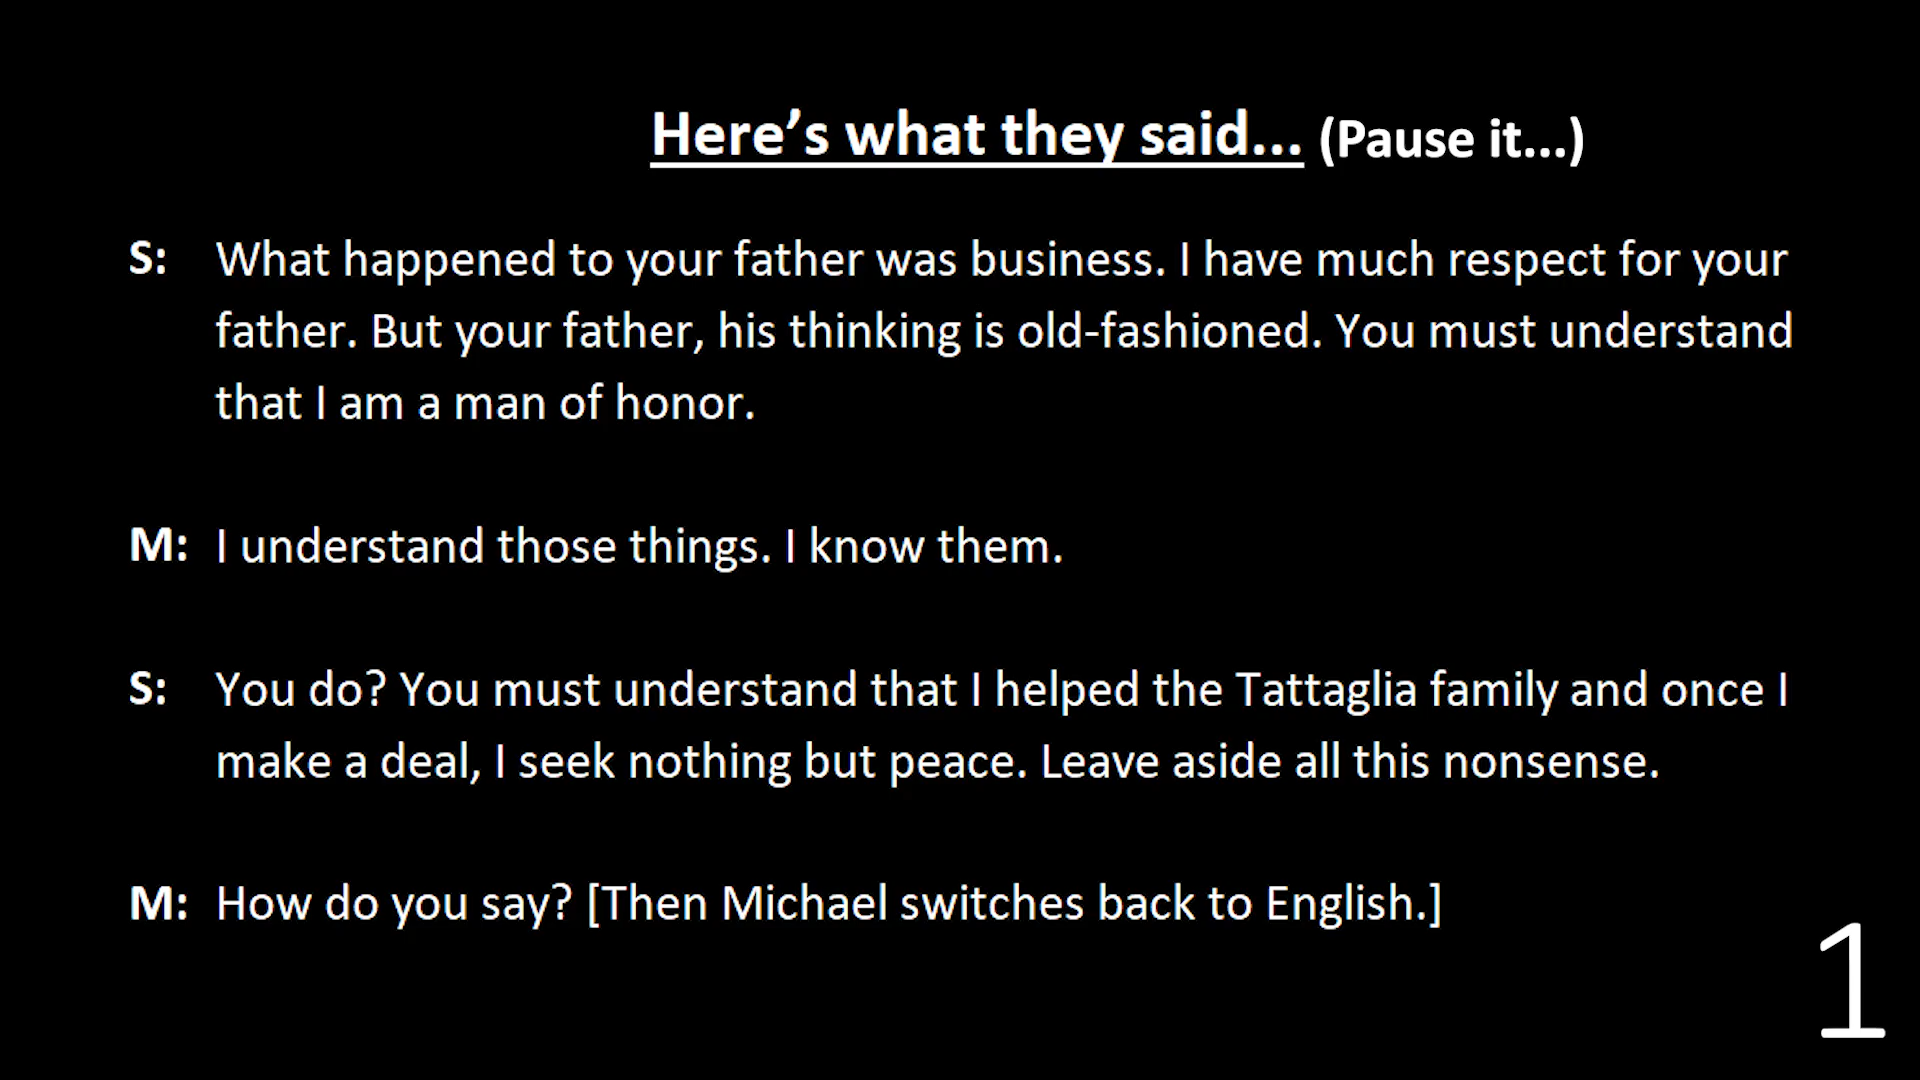 Here’s what they said... (Pause it...)
S: What happened to your father was business. I have much respect for your
father. But your father, his thinking is old-fashioned. You must understand
that I am a man of honor.
M: I understand those things. I know them.
S: You do? You must understand that I helped the Tattaglia family and once I
make a deal, I seek nothing but peace. Leave aside all this nonsense.
M: How do you say? [Then Michael switches back to English.]
1